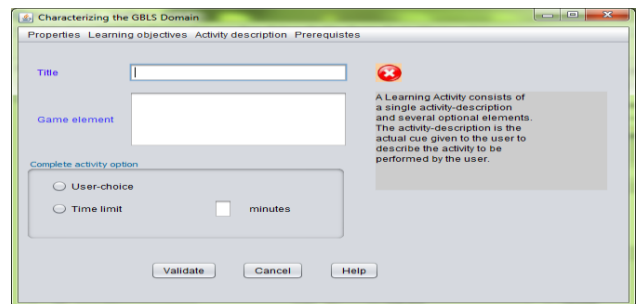 Characterizing the GBLS Domain
Properties Learning objectives Activity description Prerequistes
Title
Game element
A Learning Activity consists of
a single activity-description
and several optional elements.
The activity-description is the
actual cue given to the user to
describe the activity to be
performed by the user.
Complete activity option
User-choice
Time limit minutes
Validate Cancel Help